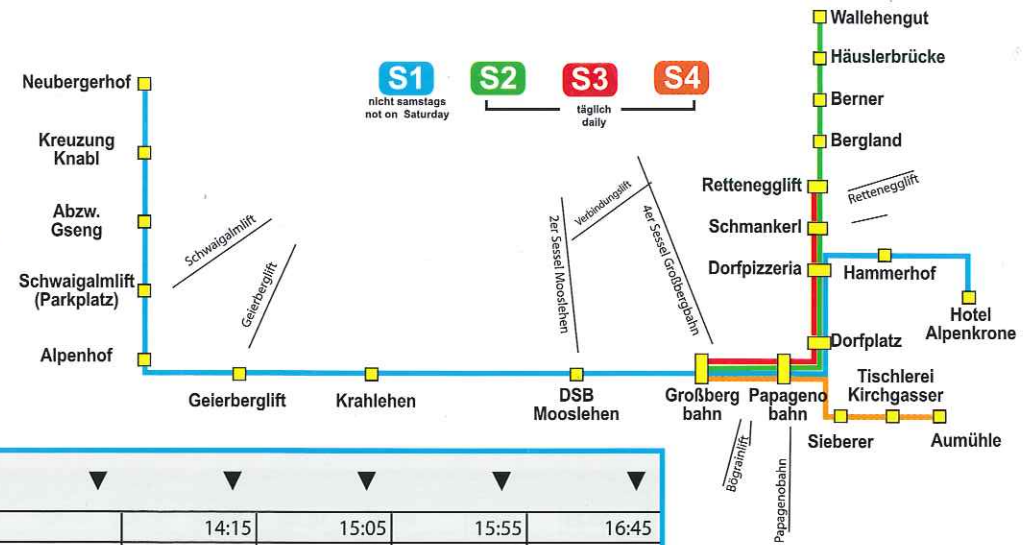 Wallehengut
Häuslerbrücke
Berner
Bergland
Rettenegglift
Schmankerl
Dorfpizzeria
Dorfplatz
Rettenegglift
Hammerhof
Hotel
Alpenkrone
S1
nicht samstags
not on Saturday
S2
S3
S4
täglich
daily
Neubergerhof
Kreuzung
Knabl
Abzw.
Gseng
Schwaigalmlift
(Parkplatz)
Alpenhof
Schwaigalmlift
Geierberglift
2er Sessel Mooslehen
Verbindungslift
4er Sessel Großbergbahn
Geierberglift
Krahlehen
DSB
Mooslehen
Großberg
bahn
Papageno
bahn
Tischlerei
Kirchgasser
Sieberer
Aumühle
Bögrainlift
Papagenobahn
14:15
15:05
15:55
16:45